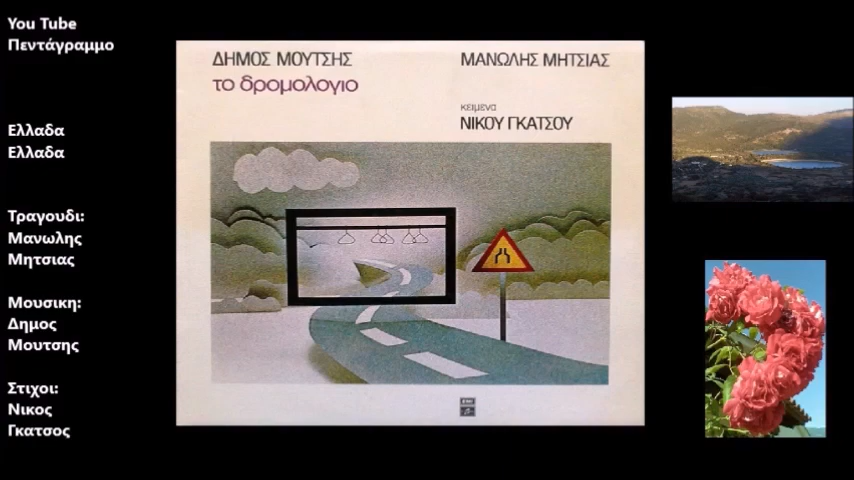 You Tube
Πεντάγραμμο
Ελλαδα
Ελλαδα
Τραγουδι:
Μανωλης
Μητσιας
Μουσικη:
Δημος
Μουτσης
Στιχοι:
Νικος
Γκατσος
ΔΗΜΟΣ ΜΟΥΤΣΗΣ
το δρομολογιο
ΜΑΝΩΛΗΣ ΜΗΤΣΙΑΣ
κειμενα
ΝΙΚΟΥ ΓΚΑΤΣΟΥ